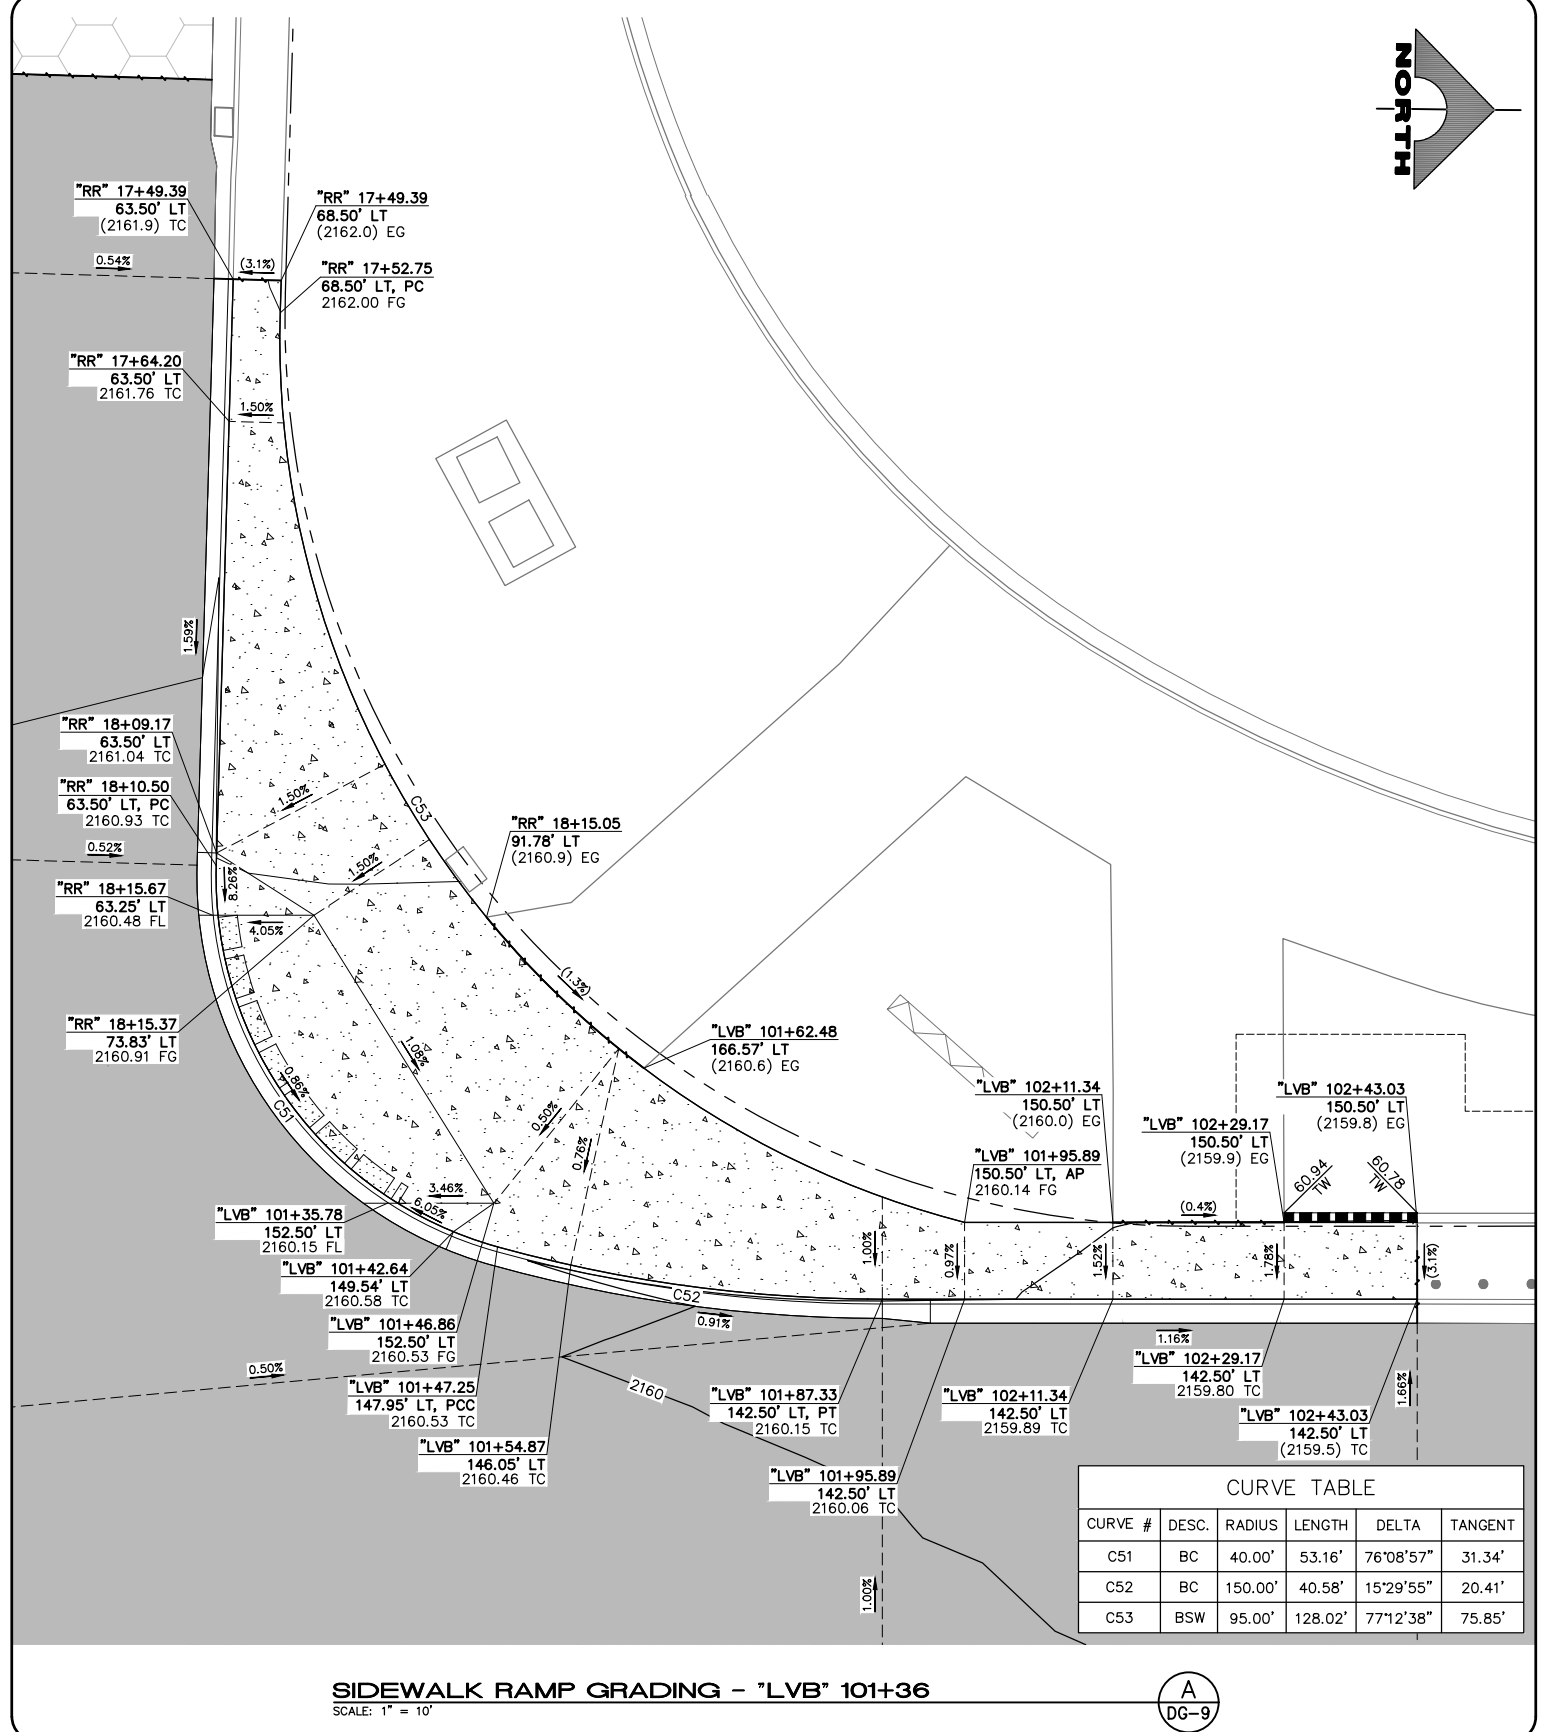 NORTH
"RR" 17+49.39
63.50' LT
(2161.9) TC
"RR" 17+49.39
68.50' LT
(2162.0) EG
0.54%
(3.1%)
"RR" 17+52.75
68.50' LT, PC
2162.00 FG
"RR" 17+64.20
63.50' LT
2161.76 TC
1.50%
1.59%
"RR" 18+09.17
63.50' LT
2161.04 TC
"RR" 18+10.50
63.50' LT, PC
2160.93 TC
1.50%
C53
"RR" 18+15.05
91.78' LT
(2160.9) EG
0.52%
1.50%
8.26%
"RR" 18+15.67
63.25' LT
2160.48 FL
4.05%
(1.3%)
"RR" 18+15.37
73.83' LT
2160.91 FG
1.08%
"LVB" 101+62.48
166.57' LT
(2160.6) EG
0.86%
C51
0.50%
0.76%
"LVB" 102+11.34
150.50' LT
(2160.0) EG
"LVB" 102+43.03
150.50' LT
(2159.8) EG
"LVB" 102+29.17
150.50' LT
(2159.9) EG
"LVB" 101+95.89
150.50' LT, AP
2160.14 FG
60.94
TW
60.78
TW
3.46%
6.05%
(0.4%)
"LVB" 101+35.78
152.50' LT
2160.15 FL
1.00%
0.97%
1.52%
1.78%
(3.1%)
"LVB" 101+42.64
149.54' LT
2160.58 TC
C52
0.91%
"LVB" 101+46.86
152.50' LT
2160.53 FG
1.16%
0.50%
"LVB" 102+29.17
142.50' LT
2159.80 TC
"LVB" 101+47.25
147.95' LT, PCC
2160.53 TC
2160
"LVB" 101+87.33
142.50' LT, PT
2160.15 TC
"LVB" 102+11.34
142.50' LT
2159.89 TC
1.66%
"LVB" 102+43.03
142.50' LT
(2159.5) TC
"LVB" 101+54.87
146.05' LT
2160.46 TC
"LVB" 101+95.89
142.50' LT
2160.06 TC
1.00%
CURVE TABLE
CURVE # DESC. RADIUS LENGTH DELTA TANGENT
C51 BC 40.00' 53.16' 76°08'57" 31.34'
C52 BC 150.00' 40.58' 15°29'55" 20.41'
C53 BSW 95.00' 128.02' 77°12'38" 75.85'
SIDEWALK RAMP GRADING - "LVB" 101+36
SCALE: 1" = 10'
A
DG-9